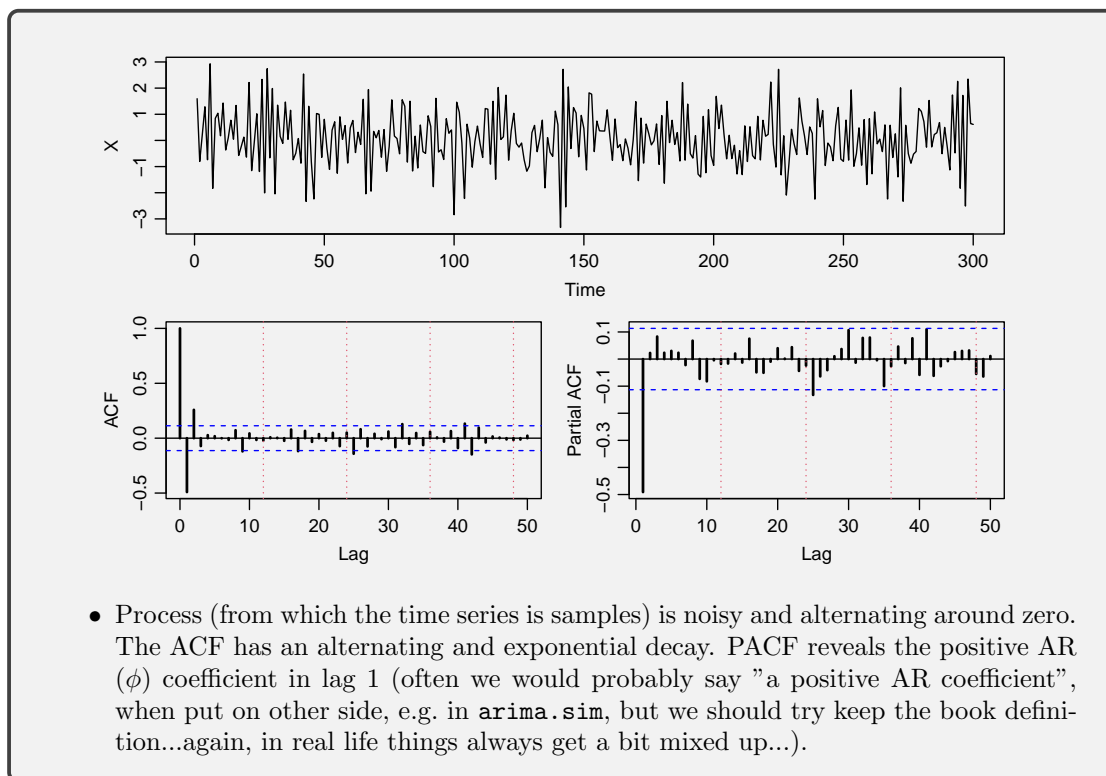 X
3
2
1
−1
−3
0 50 100 150 200 250 300
Time
ACF
1.0
0.5
0.0
−0.5
0 10 20 30 40 50
Lag
Partial ACF
0.1
−0.1
−0.3
−0.5
0 10 20 30 40 50
Lag
• Process (from which the time series is samples) is noisy and alternating around zero.
The ACF has an alternating and exponential decay. PACF reveals the positive AR
(ϕ) coefficient in lag 1 (often we would probably say ”a positive AR coefficient”,
when put on other side, e.g. in arima.sim, but we should try keep the book defini-
tion...again, in real life things always get a bit mixed up...).